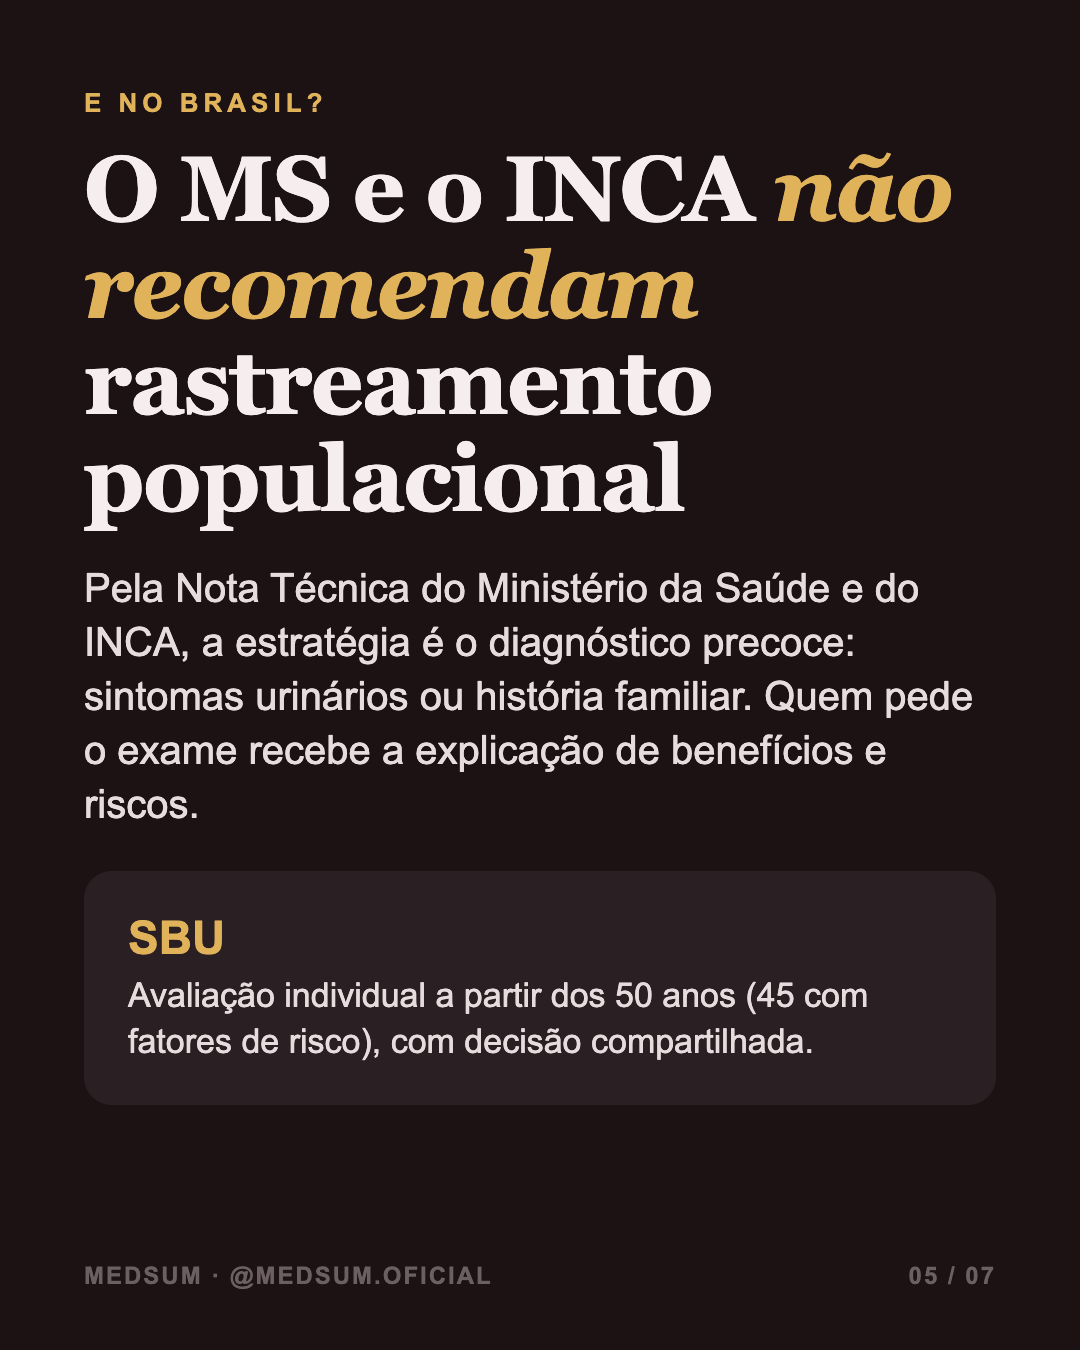 E NO BRASIL?
O MS e o INCA não
recomendam
rastreamento
populacional
Pela Nota Técnica do Ministério da Saúde e do
INCA, a estratégia é o diagnóstico precoce:
sintomas urinários ou história familiar. Quem pede
o exame recebe a explicação de benefícios e
riscos.
SBU
Avaliação individual a partir dos 50 anos (45 com
fatores de risco), com decisão compartilhada.
MEDSUM · @MEDSUM.OFICIAL
05 / 07